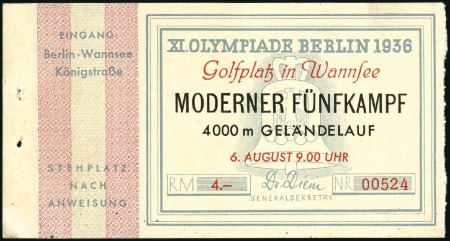 EINGANG:
Berlin-Wannsee
Königstraße
STEHPLATZ
NACH
ANWEISUNG
XI. OLYMPIADE BERLIN 1936
Golfplatz in Wannsee
MODERNER FÜNFKAMPF
4000 m GELÄNDELAUF
6. AUGUST 9.00 UHR
RM 4.– Dr. Diem NR 00524
GENERALSEKRETÄR